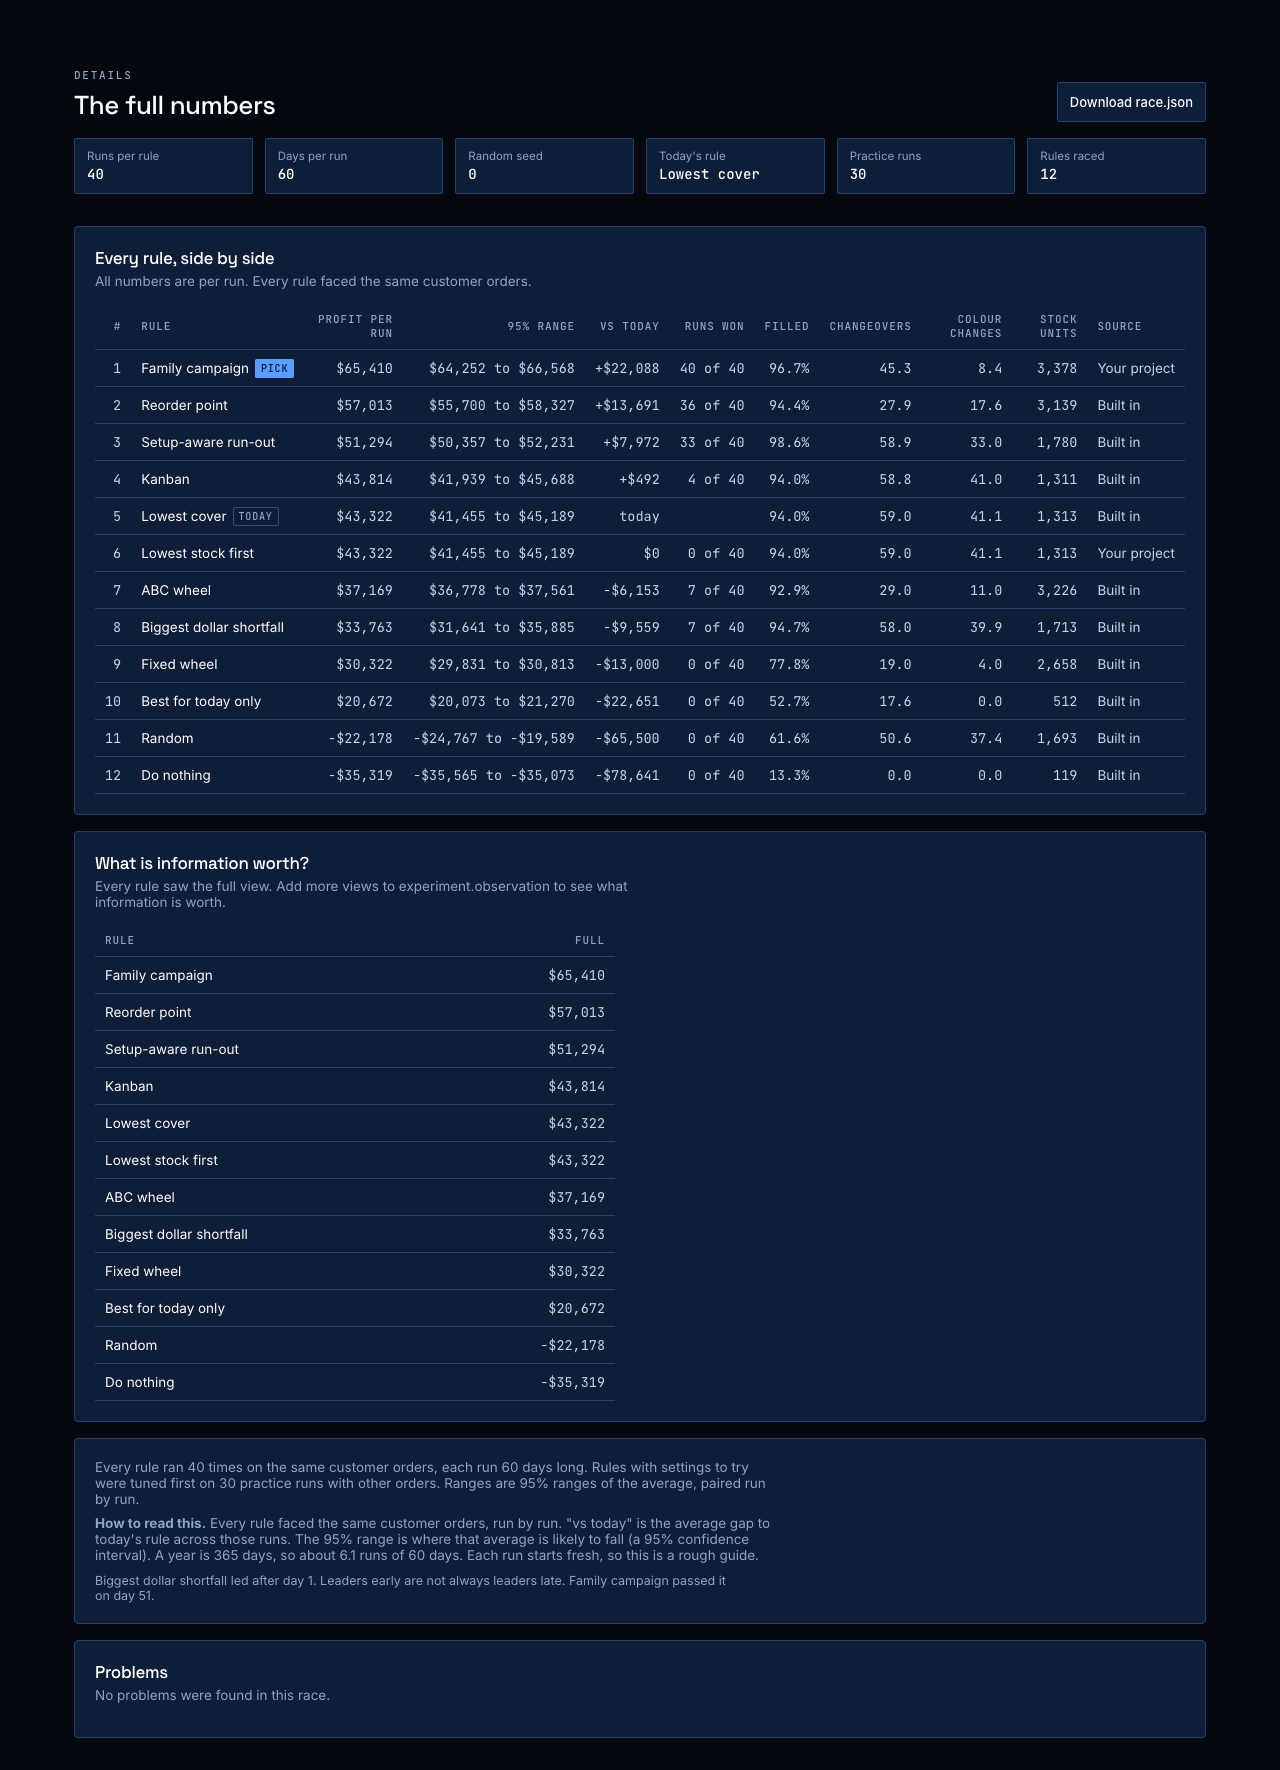 DETAILS
The full numbers
Download race.json
Runs per rule
40
Days per run
60
Random seed
0
Today's rule
Lowest cover
Practice runs
30
Rules raced
12
Every rule, side by side
All numbers are per run. Every rule faced the same customer orders.
# RULE PROFIT PER RUN 95% RANGE VS TODAY RUNS WON FILLED CHANGEOVERS COLOUR CHANGES STOCK UNITS SOURCE
1 Family campaign PICK $65,410 $64,252 to $66,568 +$22,088 40 of 40 96.7% 45.3 8.4 3,378 Your project
2 Reorder point $57,013 $55,700 to $58,327 +$13,691 36 of 40 94.4% 27.9 17.6 3,139 Built in
3 Setup-aware run-out $51,294 $50,357 to $52,231 +$7,972 33 of 40 98.6% 58.9 33.0 1,780 Built in
4 Kanban $43,814 $41,939 to $45,688 +$492 4 of 40 94.0% 58.8 41.0 1,311 Built in
5 Lowest cover TODAY $43,322 $41,455 to $45,189 today 94.0% 59.0 41.1 1,313 Built in
6 Lowest stock first $43,322 $41,455 to $45,189 $0 0 of 40 94.0% 59.0 41.1 1,313 Your project
7 ABC wheel $37,169 $36,778 to $37,561 -$6,153 7 of 40 92.9% 29.0 11.0 3,226 Built in
8 Biggest dollar shortfall $33,763 $31,641 to $35,885 -$9,559 7 of 40 94.7% 58.0 39.9 1,713 Built in
9 Fixed wheel $30,322 $29,831 to $30,813 -$13,000 0 of 40 77.8% 19.0 4.0 2,658 Built in
10 Best for today only $20,672 $20,073 to $21,270 -$22,651 0 of 40 52.7% 17.6 0.0 512 Built in
11 Random -$22,178 -$24,767 to -$19,589 -$65,500 0 of 40 61.6% 50.6 37.4 1,693 Built in
12 Do nothing -$35,319 -$35,565 to -$35,073 -$78,641 0 of 40 13.3% 0.0 0.0 119 Built in
What is information worth?
Every rule saw the full view. Add more views to experiment.observation to see what
information is worth.
RULE FULL
Family campaign $65,410
Reorder point $57,013
Setup-aware run-out $51,294
Kanban $43,814
Lowest cover $43,322
Lowest stock first $43,322
ABC wheel $37,169
Biggest dollar shortfall $33,763
Fixed wheel $30,322
Best for today only $20,672
Random -$22,178
Do nothing -$35,319
Every rule ran 40 times on the same customer orders, each run 60 days long. Rules with settings to try
were tuned first on 30 practice runs with other orders. Ranges are 95% ranges of the average, paired run
by run.
How to read this. Every rule faced the same customer orders, run by run. "vs today" is the average gap to
today's rule across those runs. The 95% range is where that average is likely to fall (a 95% confidence
interval). A year is 365 days, so about 6.1 runs of 60 days. Each run starts fresh, so this is a rough guide.
Biggest dollar shortfall led after day 1. Leaders early are not always leaders late. Family campaign passed it
on day 51.
Problems
No problems were found in this race.